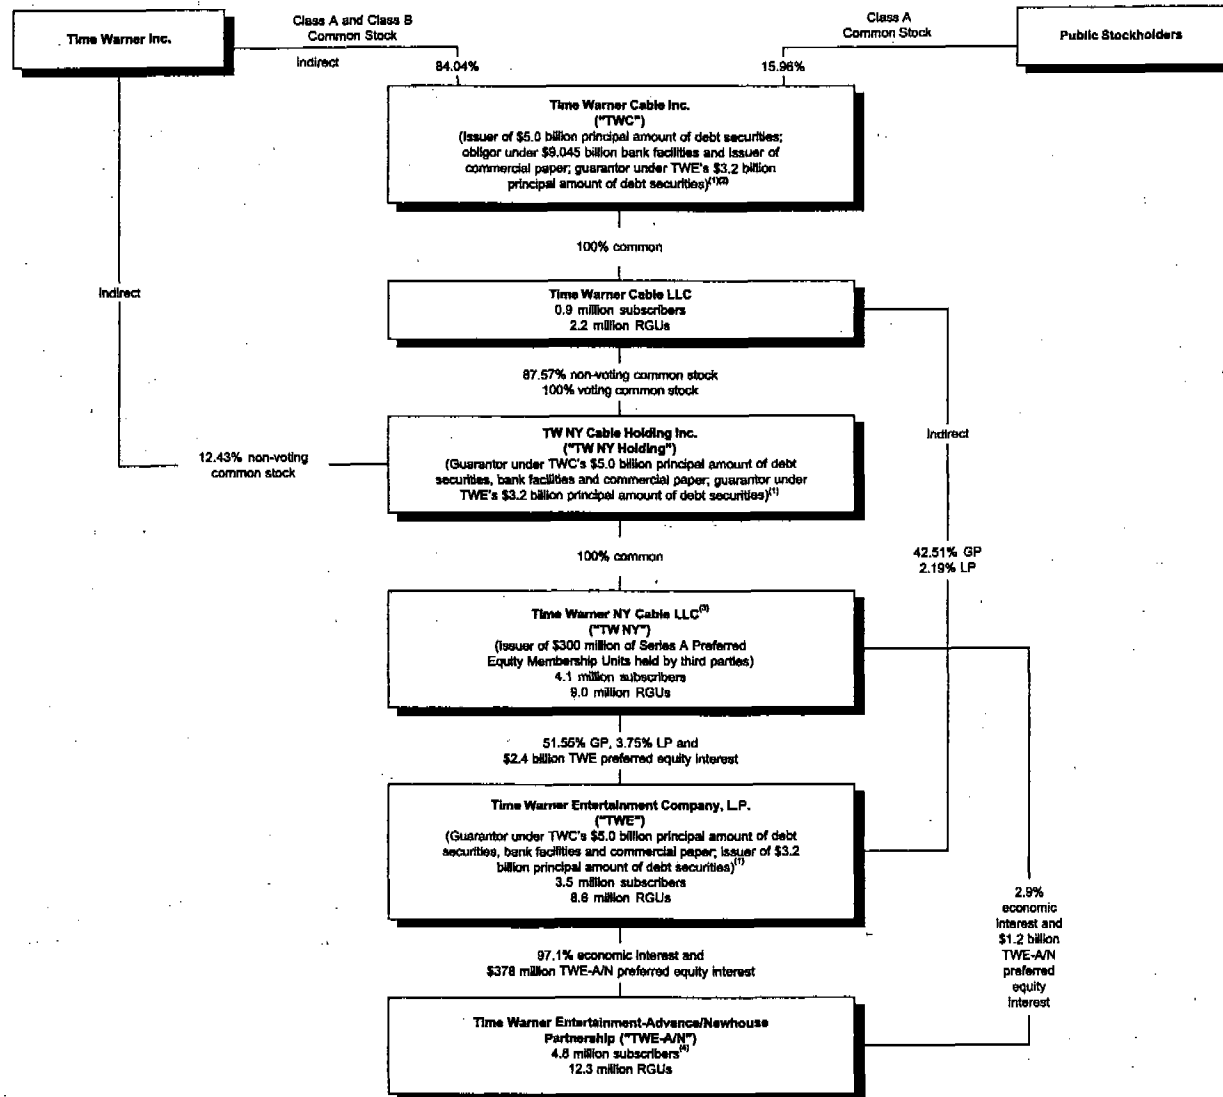 Time Warner Inc.
Class A and Class B
Common Stock
Indirect
84.04%
Class A
Common Stock
15.96%
Public Stockholders
Time Warner Cable Inc.
("TWC")
(Issuer of $5.0 billion principal amount of debt securities;
obligor under $9.045 billion bank facilities and issuer of
commercial paper; guarantor under TWE's $3.2 billion
principal amount of debt securities)(1)(2)
100% common
Indirect
Time Warner Cable LLC
0.9 million subscribers
2.2 million RGUs
87.57% non-voting common stock
100% voting common stock
TW NY Cable Holding Inc.
("TW NY Holding")
(Guarantor under TWC's $5.0 billion principal amount of debt
securities, bank facilities and commercial paper; guarantor under
TWE's $3.2 billion principal amount of debt securities)(1)
12.43% non-voting
common stock
Indirect
100% common
42.51% GP
2.19% LP
Time Warner NY Cable LLC(3)
("TW NY")
(Issuer of $300 million of Series A Preferred
Equity Membership Units held by third parties)
4.1 million subscribers
9.0 million RGUs
51.55% GP, 3.75% LP and
$2.4 billion TWE preferred equity interest
Time Warner Entertainment Company, L.P.
("TWE")
(Guarantor under TWC's $5.0 billion principal amount of debt
securities, bank facilities and commercial paper; issuer of $3.2
billion principal amount of debt securities)(1)
3.5 million subscribers
8.6 million RGUs
2.9%
economic
interest and
$1.2 billion
TWE-A/N
preferred
equity
interest
97.1% economic interest and
$378 million TWE-A/N preferred equity interest
Time Warner Entertainment-Advance/Newhouse
Partnership ("TWE-A/N")
4.8 million subscribers(4)
12.3 million RGUs